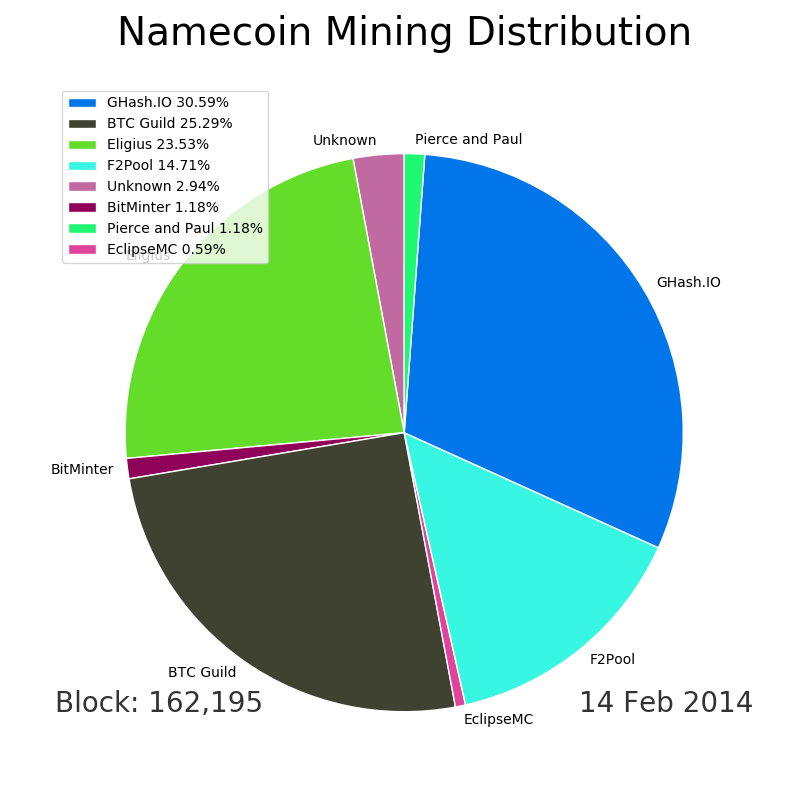 Namecoin Mining Distribution
GHash.IO 30.59%
BTC Guild 25.29%
Eligius 23.53%
F2Pool 14.71%
Unknown 2.94%
BitMinter 1.18%
Pierce and Paul 1.18%
EclipseMC 0.59%
Unknown
Pierce and Paul
Eligius
GHash.IO
BitMinter
F2Pool
BTC Guild
EclipseMC
Block: 162,195
14 Feb 2014